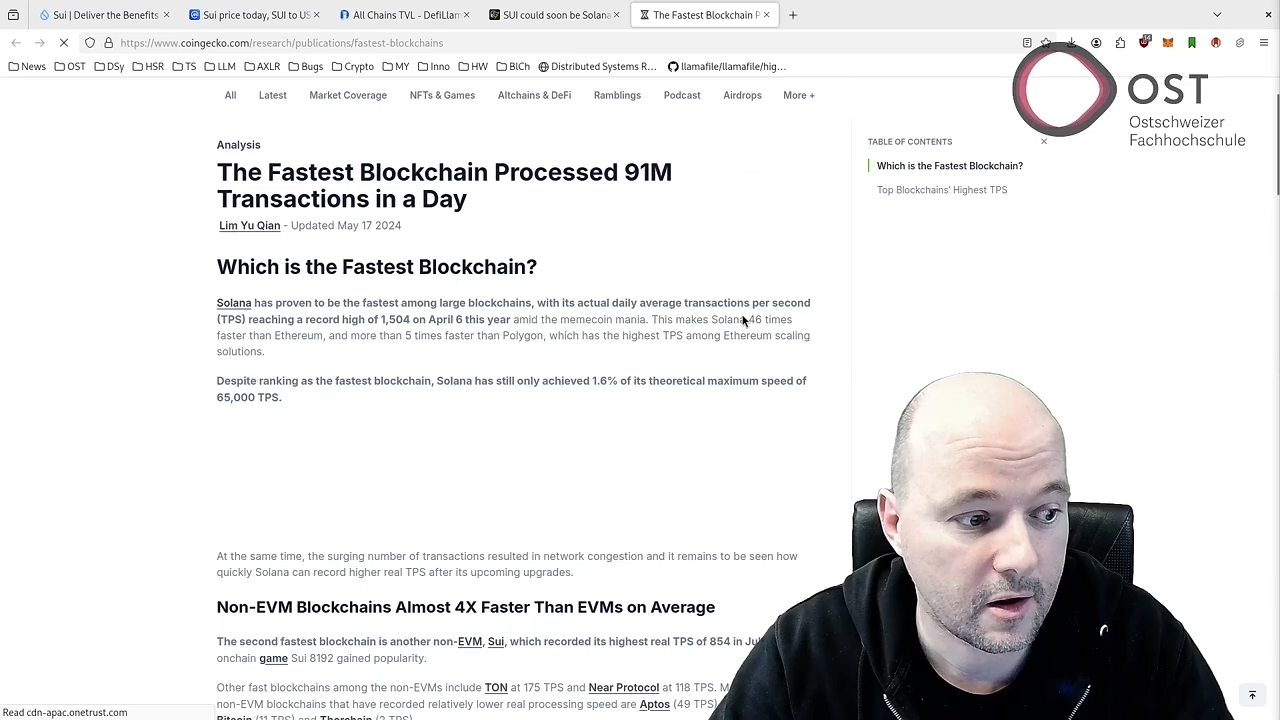 Sui | Deliver the Benefits
Sui price today, SUI to US
All Chains TVL - DefiLlam
SUI could soon be Solana
The Fastest Blockchain P
https://www.coingecko.com/research/publications/fastest-blockchains
News OST DSy HSR TS LLM AXLR Bugs Crypto MY Inno HW BlCh Distributed Systems R… llamafile/llamafile/hig…
OST
Ostschweizer
Fachhochschule
All Latest Market Coverage NFTs & Games Altchains & DeFi Ramblings Podcast Airdrops More +
Analysis
The Fastest Blockchain Processed 91M
Transactions in a Day
Lim Yu Qian - Updated May 17 2024
TABLE OF CONTENTS
Which is the Fastest Blockchain?
Top Blockchains' Highest TPS
Which is the Fastest Blockchain?
Solana has proven to be the fastest among large blockchains, with its actual daily average transactions per second
(TPS) reaching a record high of 1,504 on April 6 this year amid the memecoin mania. This makes Solana 46 times
faster than Ethereum, and more than 5 times faster than Polygon, which has the highest TPS among Ethereum scaling
solutions.
Despite ranking as the fastest blockchain, Solana has still only achieved 1.6% of its theoretical maximum speed of
65,000 TPS.
At the same time, the surging number of transactions resulted in network congestion and it remains to be seen how
quickly Solana can record higher real TPS after its upcoming upgrades.
Non-EVM Blockchains Almost 4X Faster Than EVMs on Average
The second fastest blockchain is another non-EVM, Sui, which recorded its highest real TPS of 854 in
onchain game Sui 8192 gained popularity.
Other fast blockchains among the non-EVMs include TON at 175 TPS and Near Protocol at 118 TPS.
non-EVM blockchains that have recorded relatively lower real processing speed are Aptos (49 TPS)
Bitcoin (11 TPS) and Thorchain (2 TPS)
Read cdn-apac.onetrust.com